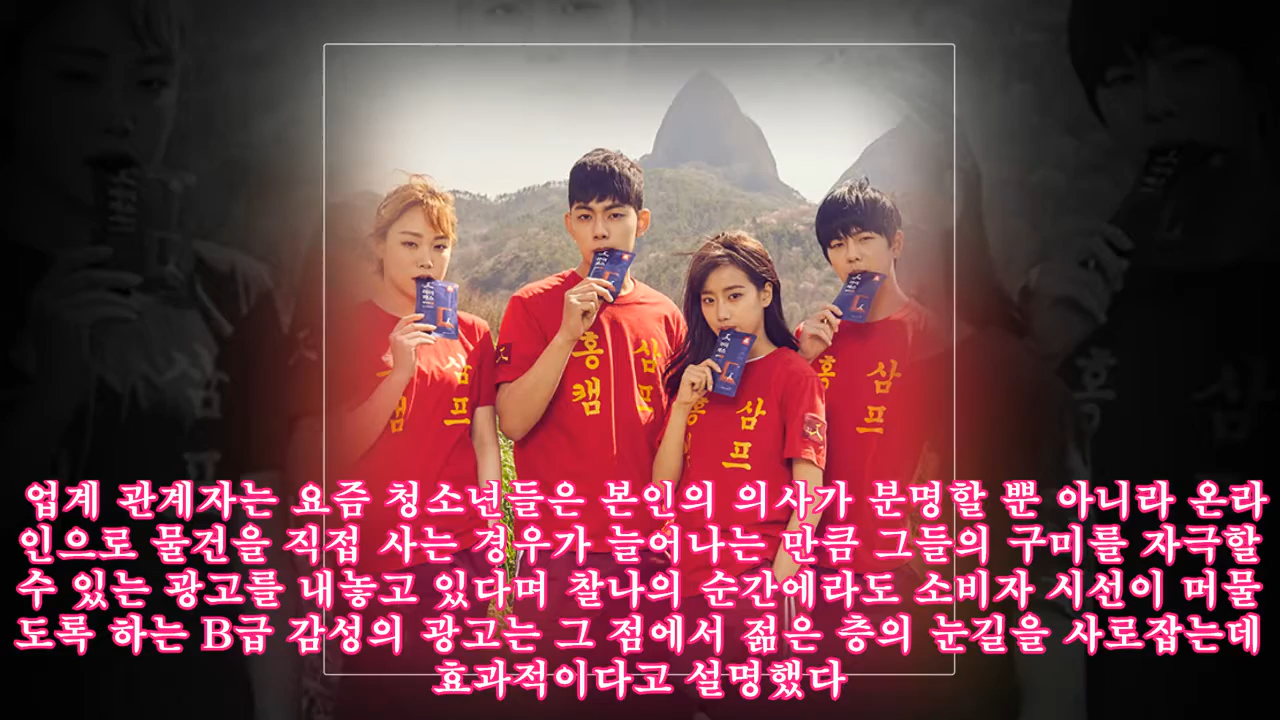 홍 삼
캠 프
업계 관계자는 요즘 청소년들은 본인의 의사가 분명할 뿐 아니라 온라
인으로 물건을 직접 사는 경우가 늘어나는 만큼 그들의 구미를 자극할
수 있는 광고를 내놓고 있다며 찰나의 순간에라도 소비자 시선이 머물
도록 하는 B급 감성의 광고는 그 점에서 젊은 층의 눈길을 사로잡는데
효과적이다고 설명했다